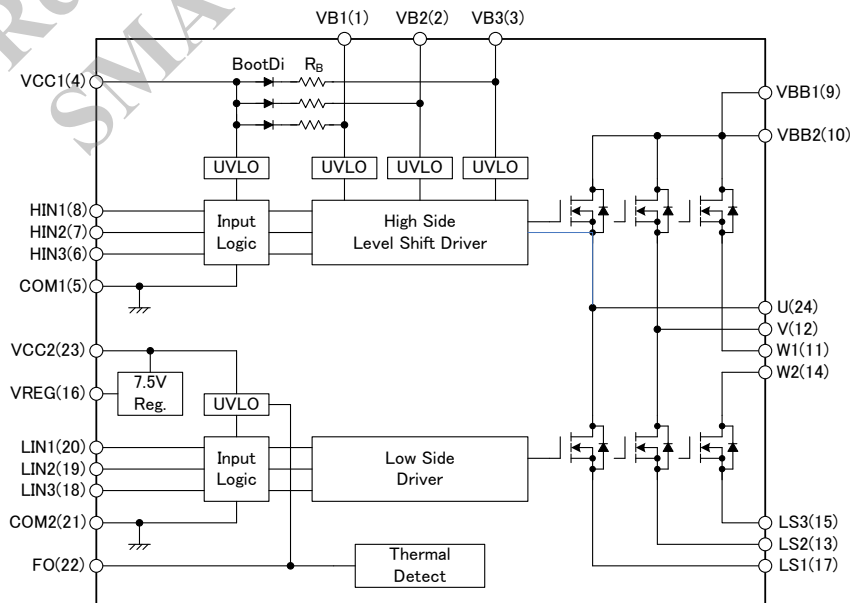 VB1(1) VB2(2) VB3(3)
BootDi RB
VCC1(4)
VBB1(9)
VBB2(10)
UVLO UVLO UVLO UVLO
HIN1(8)
HIN2(7)
HIN3(6)
Input
Logic
High Side
Level Shift Driver
COM1(5)
U(24)
V(12)
W1(11)
W2(14)
VCC2(23)
7.5V
Reg.
VREG(16)
UVLO
LIN1(20)
LIN2(19)
LIN3(18)
Input
Logic
Low Side
Driver
COM2(21)
LS3(15)
LS2(13)
LS1(17)
FO(22)
Thermal
Detect
SMA